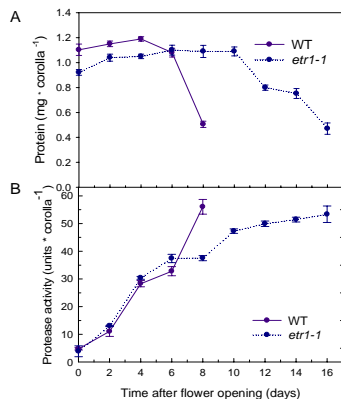 A
1.4
1.2
1.0
0.8
0.6
0.4
0.2
0.0
Protein (mg · corolla⁻¹)
WT
etr1-1
B
60
50
40
30
20
10
0
Protease activity (units * corolla⁻¹)
WT
etr1-1
0 2 4 6 8 10 12 14 16
Time after flower opening (days)